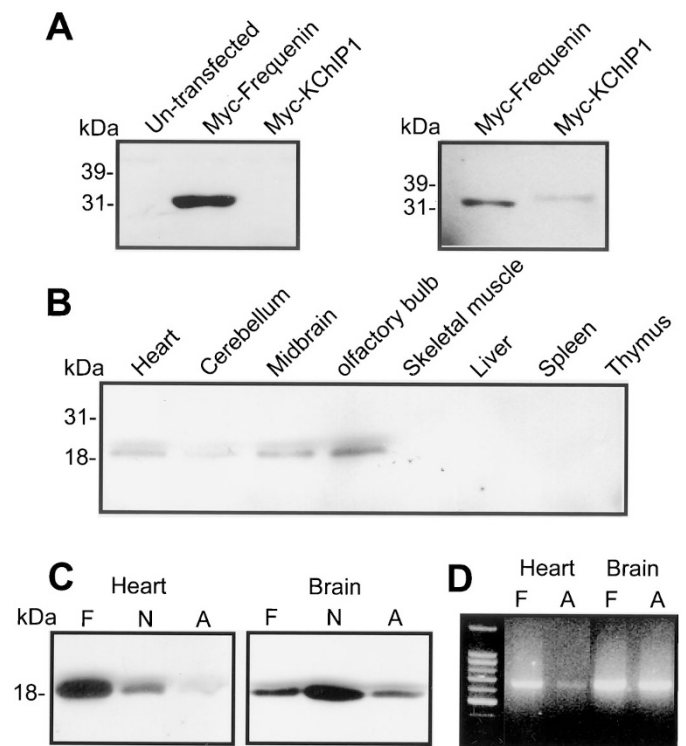 A
Un-transfected
Myc-Frequenin
Myc-KChIP1
kDa
39-
31-
Myc-Frequenin
Myc-KChIP1
kDa
39-
31-
B
Heart
Cerebellum
Midbrain
olfactory bulb
Skeletal muscle
Liver
Spleen
Thymus
kDa
31-
18-
C
Heart
Brain
kDa
F N A
F N A
18-
D
Heart Brain
F A F A